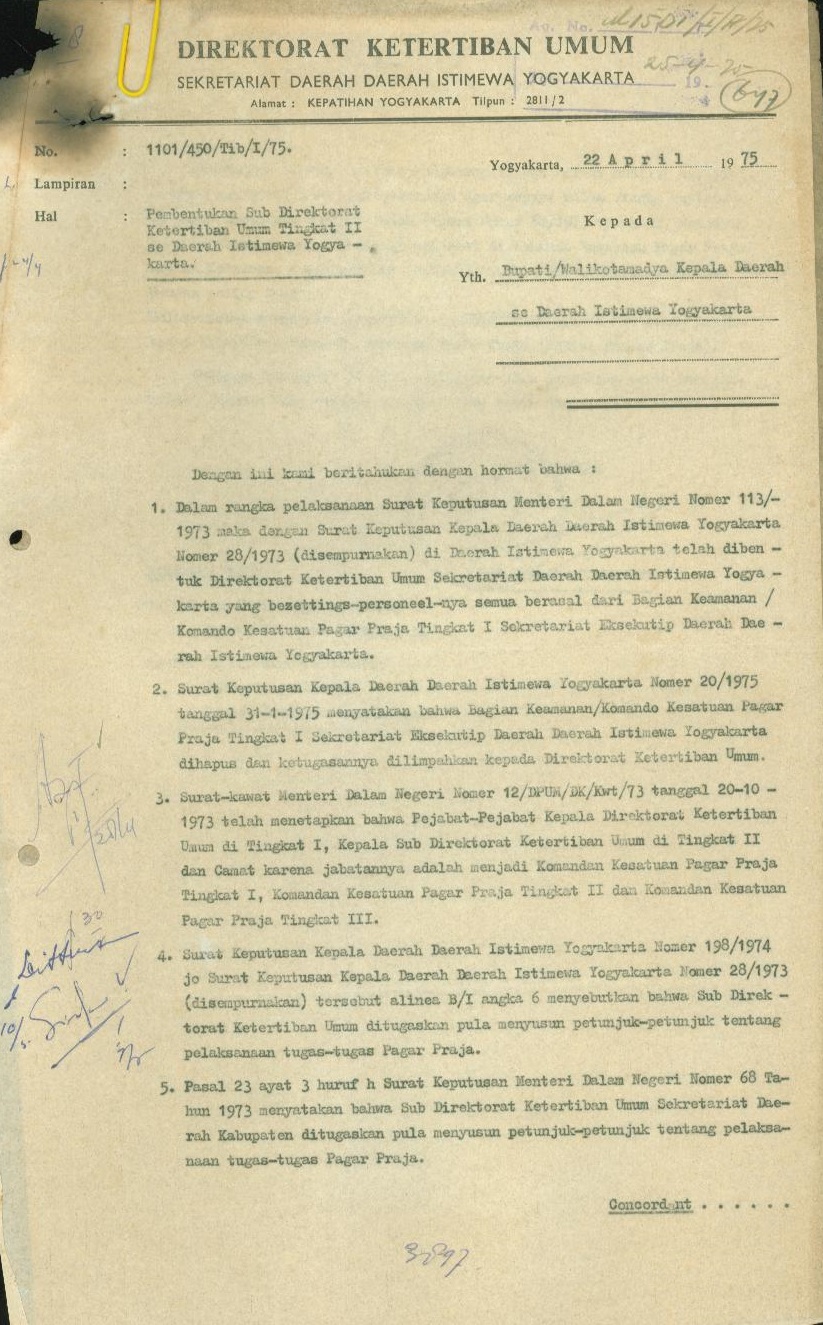 DIREKTORAT KETERTIBAN UMUM
SEKRETARIAT DAERAH DAERAH ISTIMEWA YOGYAKARTA
Alamat : KEPATIHAN YOGYAKARTA Tilpun : 2811/2
Ag. No.
19
647
No. : 1101/450/Tib/I/75.
Yogyakarta, 22 April 1975
Lampiran :
Hal : Pembentukan Sub Direktorat
Ketertiban Umum Tingkat II
se Daerah Istimewa Yogya -
karta.
Kepada
Yth. Bupati/Walikotamadya Kepala Daerah
se Daerah Istimewa Yogyakarta
Dengan ini kami beritahukan dengan hormat bahwa :
1. Dalam rangka pelaksanaan Surat Keputusan Menteri Dalam Negeri Nomer 113/-
1973 maka dengan Surat Keputusan Kepala Daerah Daerah Istimewa Yogyakarta
Nomer 28/1973 (disempurnakan) di Daerah Istimewa Yogyakarta telah diben -
tuk Direktorat Ketertiban Umum Sekretariat Daerah Daerah Istimewa Yogya -
karta yang bezettings-personeel-nya semua berasal dari Bagian Keamanan /
Komando Kesatuan Pagar Praja Tingkat I Sekretariat Eksekutip Daerah Dae -
rah Istimewa Yogyakarta.
2. Surat Keputusan Kepala Daerah Daerah Istimewa Yogyakarta Nomer 20/1975
tanggal 31-1-1975 menyatakan bahwa Bagian Keamanan/Komando Kesatuan Pagar
Praja Tingkat I Sekretariat Eksekutip Daerah Daerah Istimewa Yogyakarta
dihapus dan ketugasannya dilimpahkan kepada Direktorat Ketertiban Umum.
3. Surat-kawat Menteri Dalam Negeri Nomer 12/DPUM/DK/Kwt/73 tanggal 20-10 -
1973 telah menetapkan bahwa Pejabat-Pejabat Kepala Direktorat Ketertiban
Umum di Tingkat I, Kepala Sub Direktorat Ketertiban Umum di Tingkat II
dan Camat karena jabatannya adalah menjadi Komandan Kesatuan Pagar Praja
Tingkat I, Komandan Kesatuan Pagar Praja Tingkat II dan Komandan Kesatuan
Pagar Praja Tingkat III.
4. Surat Keputusan Kepala Daerah Daerah Istimewa Yogyakarta Nomer 198/1974
jo Surat Keputusan Kepala Daerah Daerah Istimewa Yogyakarta Nomer 28/1973
(disempurnakan) tersebut alinea B/I angka 6 menyebutkan bahwa Sub Direk -
torat Ketertiban Umum ditugaskan pula menyusun petunjuk-petunjuk tentang
pelaksanaan tugas-tugas Pagar Praja.
5. Pasal 23 ayat 3 huruf h Surat Keputusan Menteri Dalam Negeri Nomer 68 Ta-
hun 1973 menyatakan bahwa Sub Direktorat Ketertiban Umum Sekretariat Dae-
rah Kabupaten ditugaskan pula menyusun petunjuk-petunjuk tentang pelaksa-
naan tugas-tugas Pagar Praja.
Concordant . . . . . .